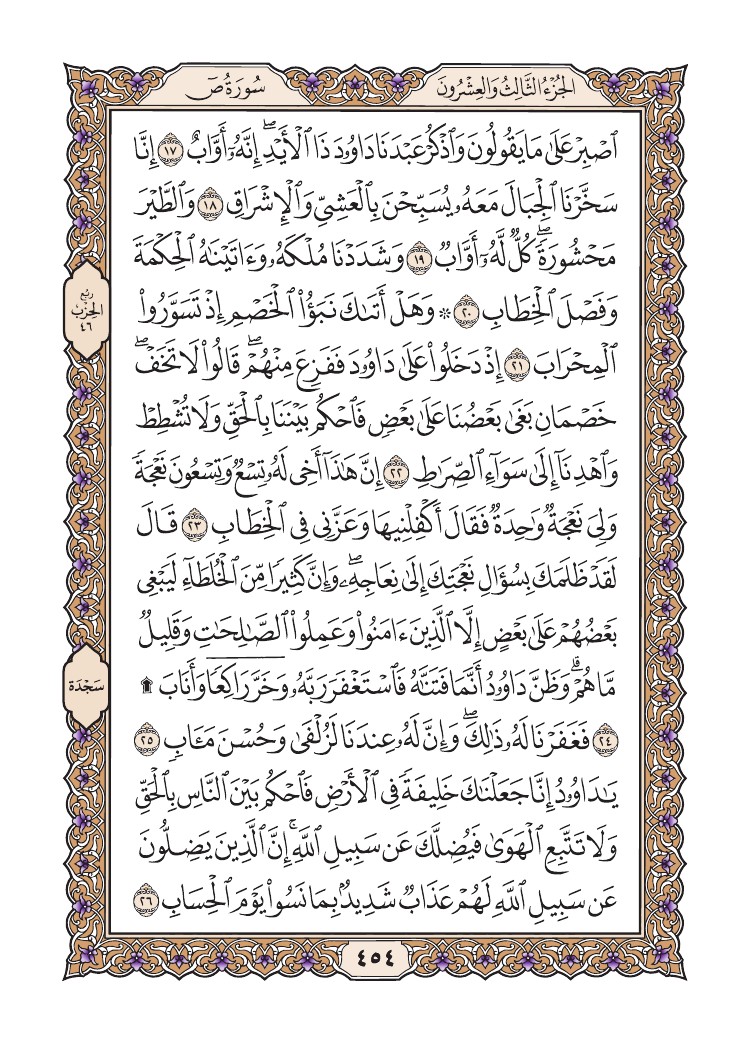 الجُزْءُ الثَّالِثُ وَالعِشْرُونَ
سُورَةُ صٓ
ٱصْبِرْ عَلَىٰ مَا يَقُولُونَ وَٱذْكُرْ عَبْدَنَا دَاوُۥدَ ذَا ٱلْأَيْدِۖ إِنَّهُۥٓ أَوَّابٌ ١٧ إِنَّا
سَخَّرْنَا ٱلْجِبَالَ مَعَهُۥ يُسَبِّحْنَ بِٱلْعَشِيِّ وَٱلْإِشْرَاقِ ١٨ وَٱلطَّيْرَ
مَحْشُورَةًۖ كُلٌّ لَّهُۥٓ أَوَّابٌ ١٩ وَشَدَدْنَا مُلْكَهُۥ وَءَاتَيْنَٰهُ ٱلْحِكْمَةَ
وَفَصْلَ ٱلْخِطَابِ ٢٠ ۞ وَهَلْ أَتَىٰكَ نَبَؤُا۟ ٱلْخَصْمِ إِذْ تَسَوَّرُوا۟
ٱلْمِحْرَابَ ٢١ إِذْ دَخَلُوا۟ عَلَىٰ دَاوُۥدَ فَفَزِعَ مِنْهُمْۖ قَالُوا۟ لَا تَخَفْۖ
خَصْمَانِ بَغَىٰ بَعْضُنَا عَلَىٰ بَعْضٍ فَٱحْكُم بَيْنَنَا بِٱلْحَقِّ وَلَا تُشْطِطْ
وَٱهْدِنَآ إِلَىٰ سَوَآءِ ٱلصِّرَٰطِ ٢٢ إِنَّ هَٰذَآ أَخِى لَهُۥ تِسْعٌ وَتِسْعُونَ نَعْجَةً
وَلِىَ نَعْجَةٌ وَٰحِدَةٌ فَقَالَ أَكْفِلْنِيهَا وَعَزَّنِى فِى ٱلْخِطَابِ ٢٣ قَالَ
لَقَدْ ظَلَمَكَ بِسُؤَالِ نَعْجَتِكَ إِلَىٰ نِعَاجِهِۦۖ وَإِنَّ كَثِيرًا مِّنَ ٱلْخُلَطَآءِ لَيَبْغِى
بَعْضُهُمْ عَلَىٰ بَعْضٍ إِلَّا ٱلَّذِينَ ءَامَنُوا۟ وَعَمِلُوا۟ ٱلصَّٰلِحَٰتِ وَقَلِيلٌ
مَّا هُمْۗ وَظَنَّ دَاوُۥدُ أَنَّمَا فَتَنَّٰهُ فَٱسْتَغْفَرَ رَبَّهُۥ وَخَرَّ رَاكِعًا وَأَنَابَ ۩
٢٤ فَغَفَرْنَا لَهُۥ ذَٰلِكَۖ وَإِنَّ لَهُۥ عِندَنَا لَزُلْفَىٰ وَحُسْنَ مَـَٔابٍ ٢٥
يَٰدَاوُۥدُ إِنَّا جَعَلْنَٰكَ خَلِيفَةً فِى ٱلْأَرْضِ فَٱحْكُم بَيْنَ ٱلنَّاسِ بِٱلْحَقِّ
وَلَا تَتَّبِعِ ٱلْهَوَىٰ فَيُضِلَّكَ عَن سَبِيلِ ٱللَّهِۚ إِنَّ ٱلَّذِينَ يَضِلُّونَ
عَن سَبِيلِ ٱللَّهِ لَهُمْ عَذَابٌ شَدِيدٌۢ بِمَا نَسُوا۟ يَوْمَ ٱلْحِسَابِ ٢٦
رُبْعُ
الحِزْبِ
٤٦
سَجْدَة
٤٥٤